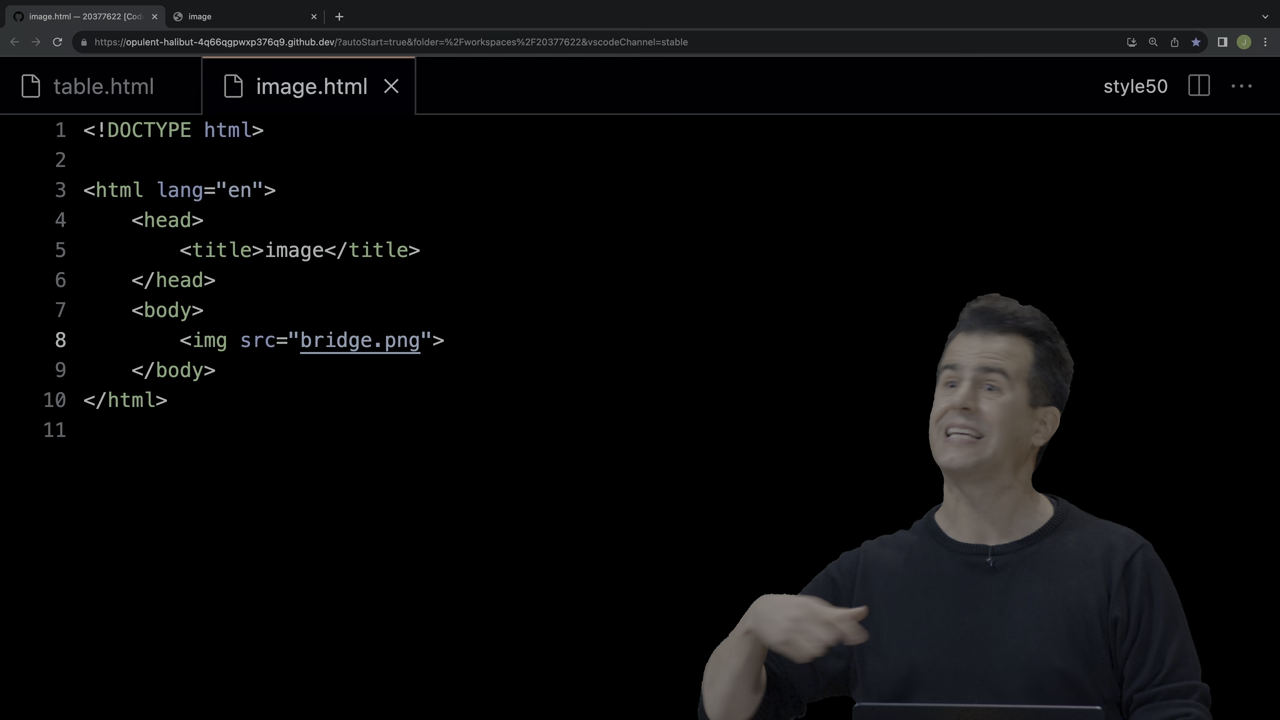 image.html — 20377622 [Cod
image
https://opulent-halibut-4q66qgpwxp376q9.github.dev/?autoStart=true&folder=%2Fworkspaces%2F20377622&vscodeChannel=stable
J
table.html
image.html
style50
1 <!DOCTYPE html>
2
3 <html lang="en">
4 <head>
5 <title>image</title>
6 </head>
7 <body>
8 <img src="bridge.png">
9 </body>
10 </html>
11